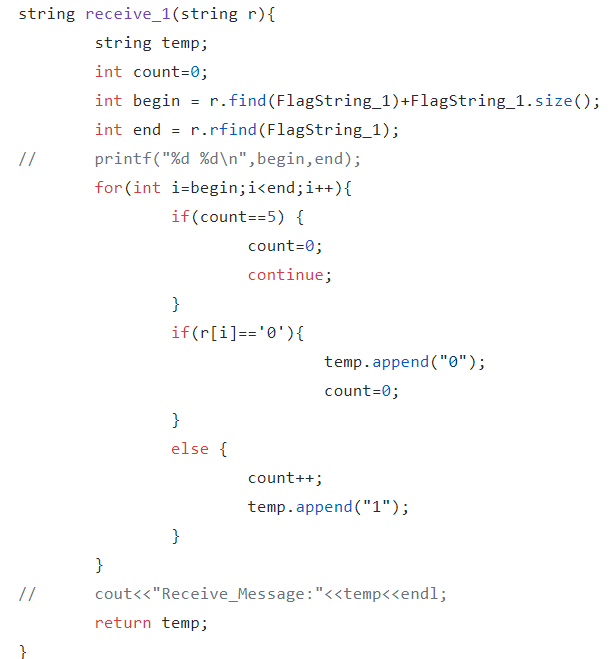 string receive_1(string r){
        string temp;
        int count=0;
        int begin = r.find(FlagString_1)+FlagString_1.size();
        int end = r.rfind(FlagString_1);
//      printf("%d %d\n",begin,end);
        for(int i=begin;i<end;i++){
                if(count==5) {
                        count=0;
                        continue;
                }
                if(r[i]=='0'){
                                temp.append("0");
                                count=0;
                }
                else {
                        count++;
                        temp.append("1");
                }
        }
//      cout<<"Receive_Message:"<<temp<<endl;
        return temp;
}